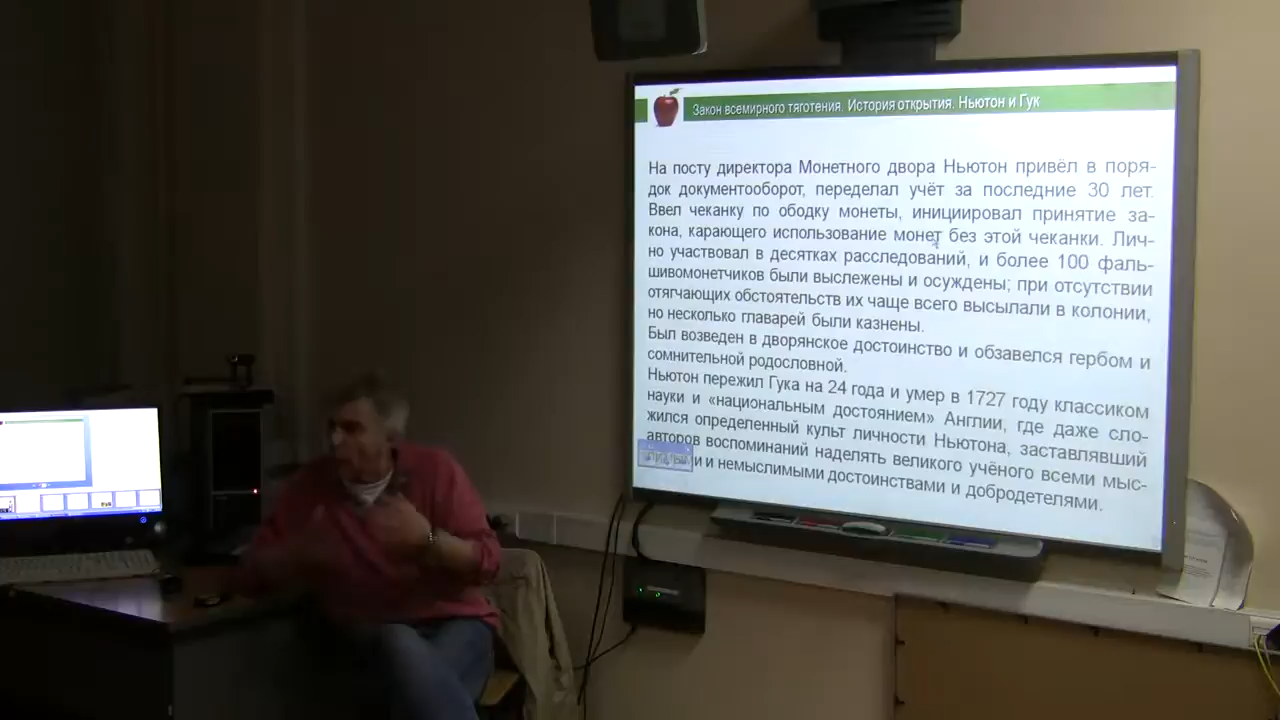 Закон всемирного тяготения. История открытия. Ньютон и Гук
На посту директора Монетного двора Ньютон привёл в поря-
док документооборот, переделал учёт за последние 30 лет.
Ввел чеканку по ободку монеты, инициировал принятие за-
кона, карающего использование монет без этой чеканки. Лич-
но участвовал в десятках расследований, и более 100 фаль-
шивомонетчиков были выслежены и осуждены; при отсутствии
отягчающих обстоятельств их чаще всего высылали в колонии,
но несколько главарей были казнены.
Был возведен в дворянское достоинство и обзавелся гербом и
сомнительной родословной.
Ньютон пережил Гука на 24 года и умер в 1727 году классиком
науки и «национальным достоянием» Англии, где даже сло-
жился определенный культ личности Ньютона, заставлявший
авторов воспоминаний наделять великого учёного всеми мыс-
и немыслимыми достоинствами и добродетелями.